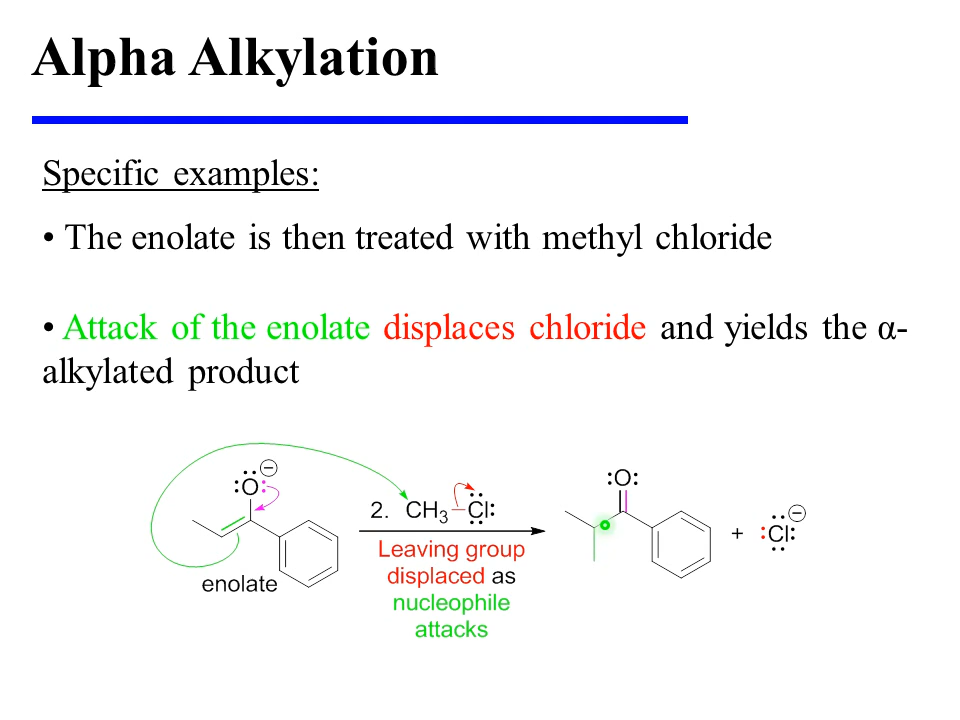 Alpha Alkylation
Specific examples:
• The enolate is then treated with methyl chloride
• Attack of the enolate displaces chloride and yields the α-
alkylated product
O
−
enolate
2. CH3 Cl
Leaving group
displaced as
nucleophile
attacks
O
+ Cl
−